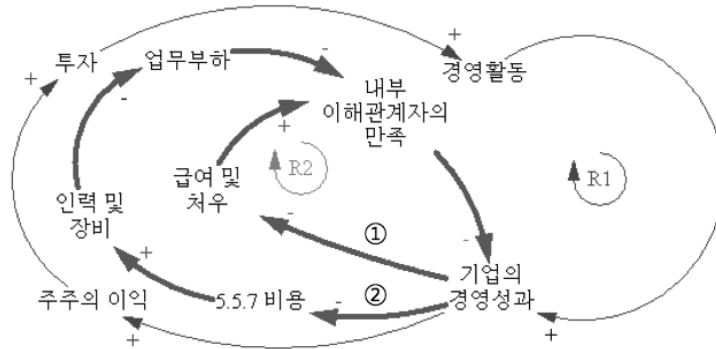 +
투자
+
업무부하
-
-
+
경영활동
내부
이해관계자의
만족
+
R2
R1
급여 및
처우
인력 및
장비
-
①
-
기업의
경영성과
+
주주의 이익
+
5.5.7 비용
-
②
+